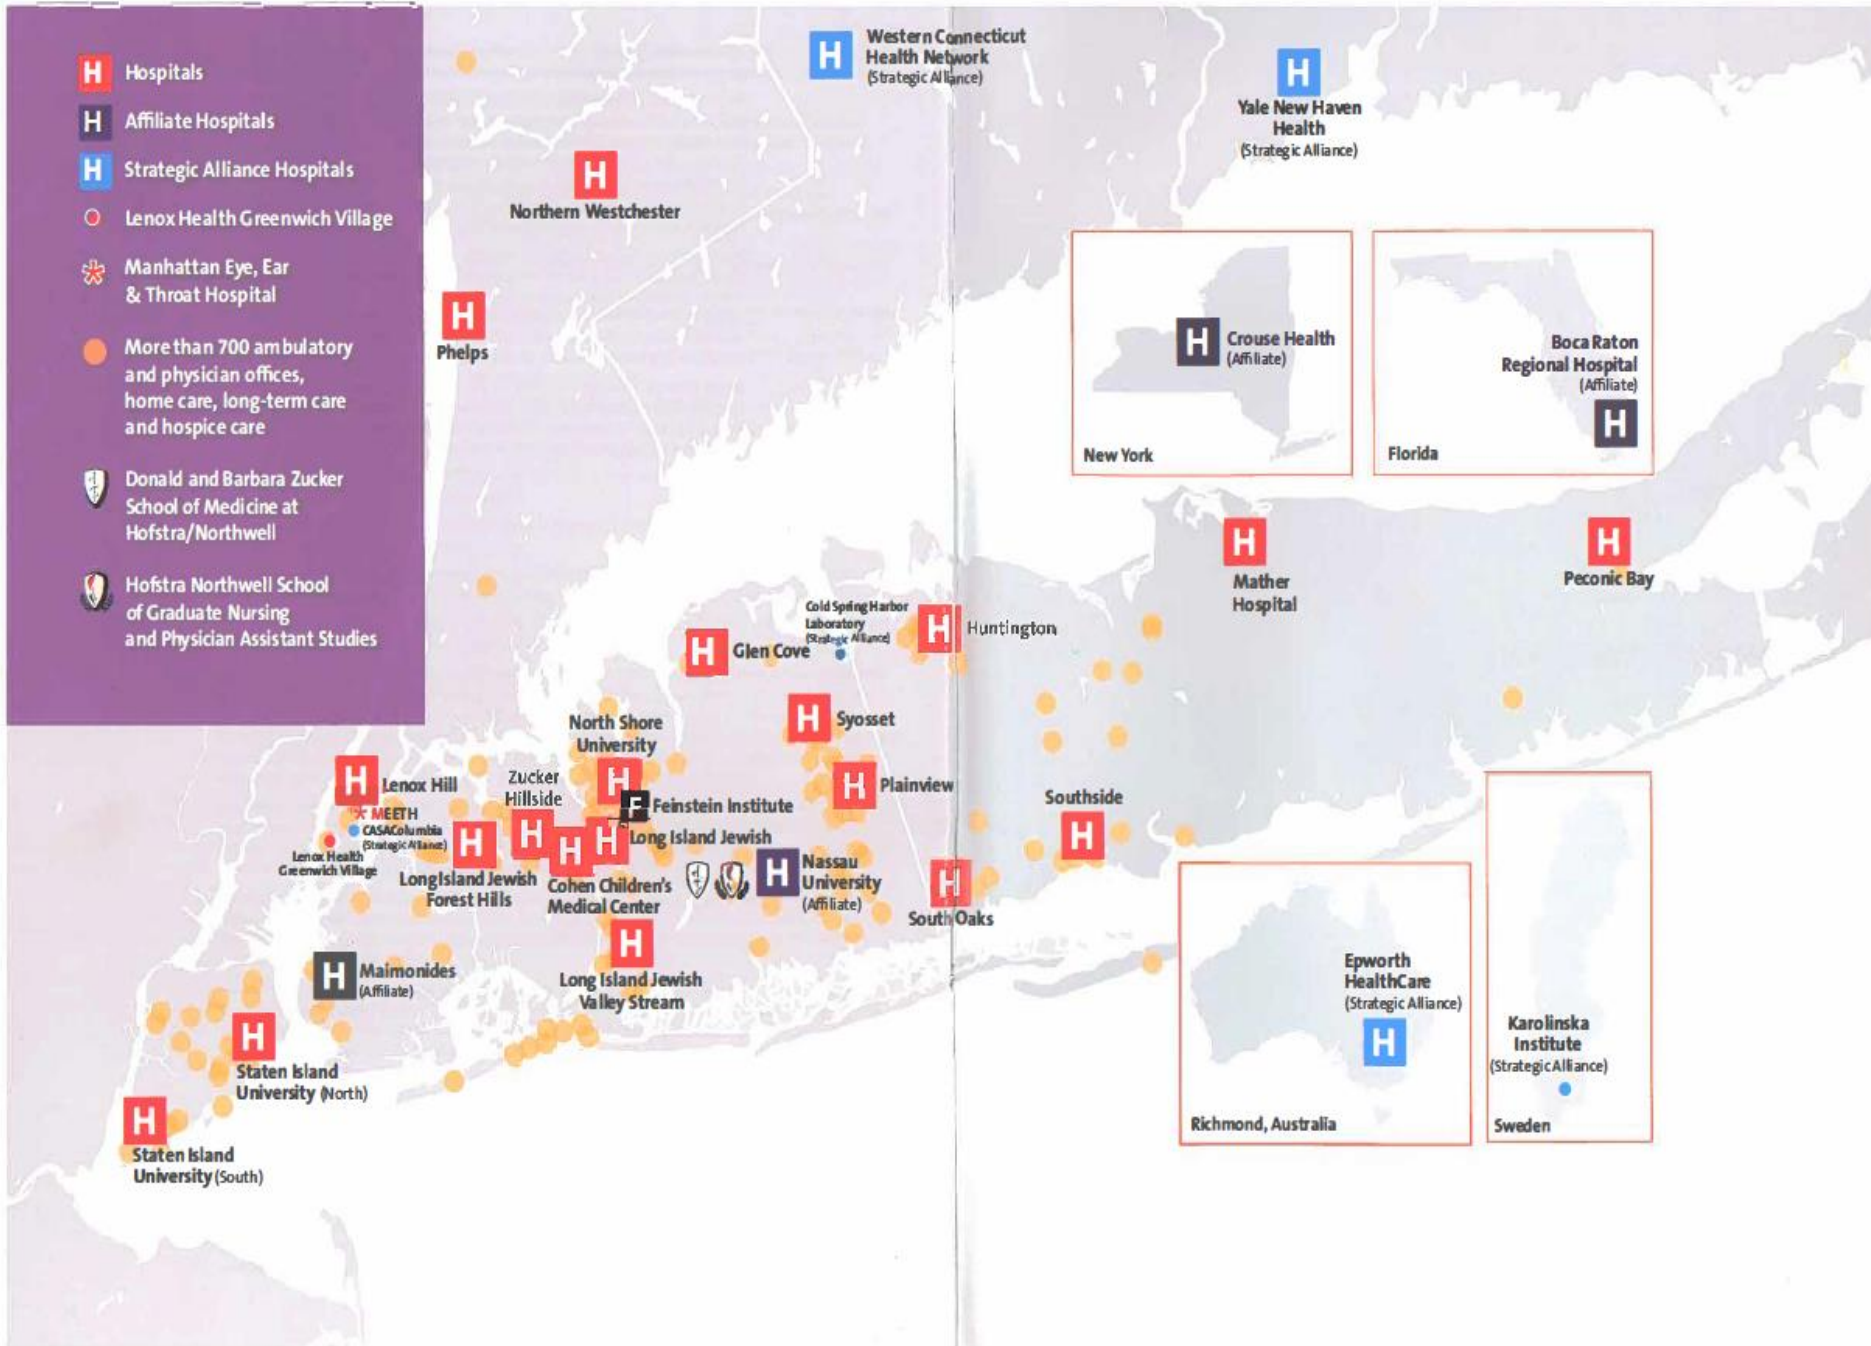 H Hospitals
H Affiliate Hospitals
H Strategic Alliance Hospitals
Lenox Health Greenwich Village
Manhattan Eye, Ear
& Throat Hospital
More than 700 ambulatory
and physician offices,
home care, long-term care
and hospice care
Donald and Barbara Zucker
School of Medicine at
Hofstra/Northwell
Hofstra Northwell School
of Graduate Nursing
and Physician Assistant Studies
H
Western Connecticut
Health Network
(Strategic Alliance)
H
Yale New Haven
Health
(Strategic Alliance)
H
Northern Westchester
H
Phelps
H
Crouse Health
(Affiliate)
New York
Boca Raton
Regional Hospital
(Affiliate)
H
Florida
H
Mather
Hospital
H
Peconic Bay
Cold Spring Harbor
Laboratory
(Strategic Alliance)
H Huntington
H Glen Cove
H Syosset
North Shore
University
H
H Lenox Hill
Zucker
Hillside
H
H Plainview
F Feinstein Institute
Southside
H
MEETH
CASAColumbia
(Strategic Alliance)
Lenox Health
Greenwich Village
H
Long Island Jewish
Forest Hills
H
Long Island Jewish
H
Cohen Children's
Medical Center
H
Nassau
University
(Affiliate)
H
South Oaks
H
Long Island Jewish
Valley Stream
H
Maimonides
(Affiliate)
H
Staten Island
University (North)
H
Staten Island
University (South)
Epworth
HealthCare
(Strategic Alliance)
H
Richmond, Australia
Karolinska
Institute
(Strategic Alliance)
Sweden